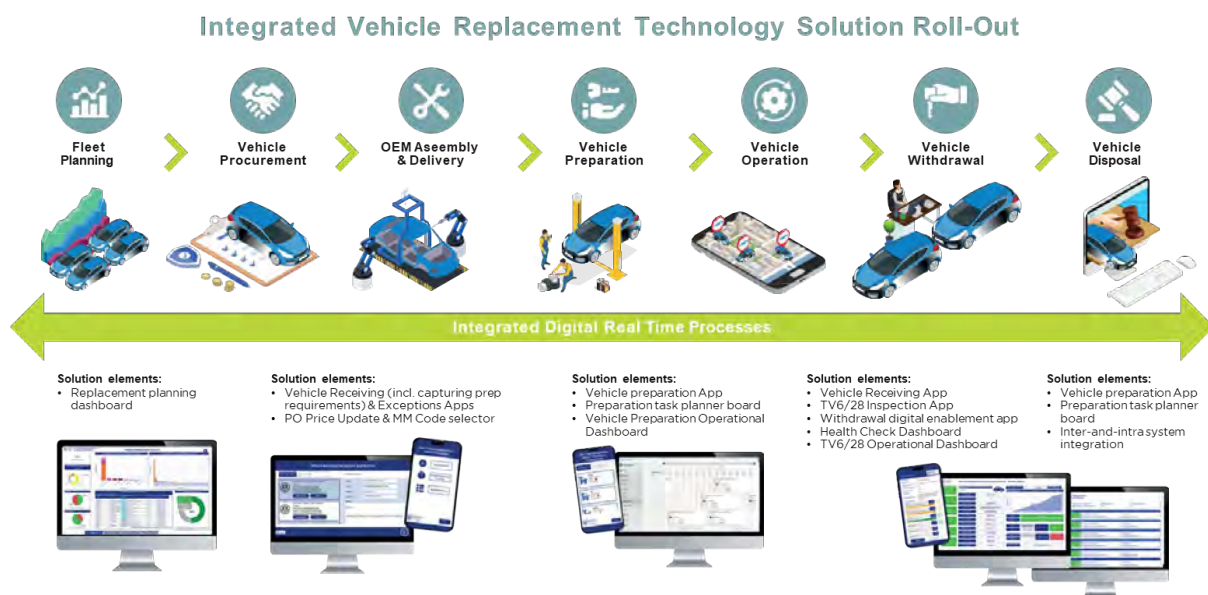 Integrated Vehicle Replacement Technology Solution Roll-Out
Fleet
Planning
Vehicle
Procurement
OEM Aseembly
& Delivery
Vehicle
Preparation
Vehicle
Operation
Vehicle
Withdrawal
Vehicle
Disposal
Integrated Digital Real Time Processes
Solution elements:
• Replacement planning
dashboard
Solution elements:
• Vehicle Receiving (incl. capturing prep
requirements) & Exceptions Apps
• PO Price Update & MM Code selector
Solution elements:
• Vehicle preparation App
• Preparation task planner board
• Vehicle Preparation Operational
Dashboard
Solution elements:
• Vehicle Receiving App
• TV6/28 Inspection App
• Withdrawal digital enablement app
• Health Check Dashboard
• TV6/28 Operational Dashboard
Solution elements:
• Vehicle preparation App
• Preparation task planner
board
• Inter-and-intra system
integration